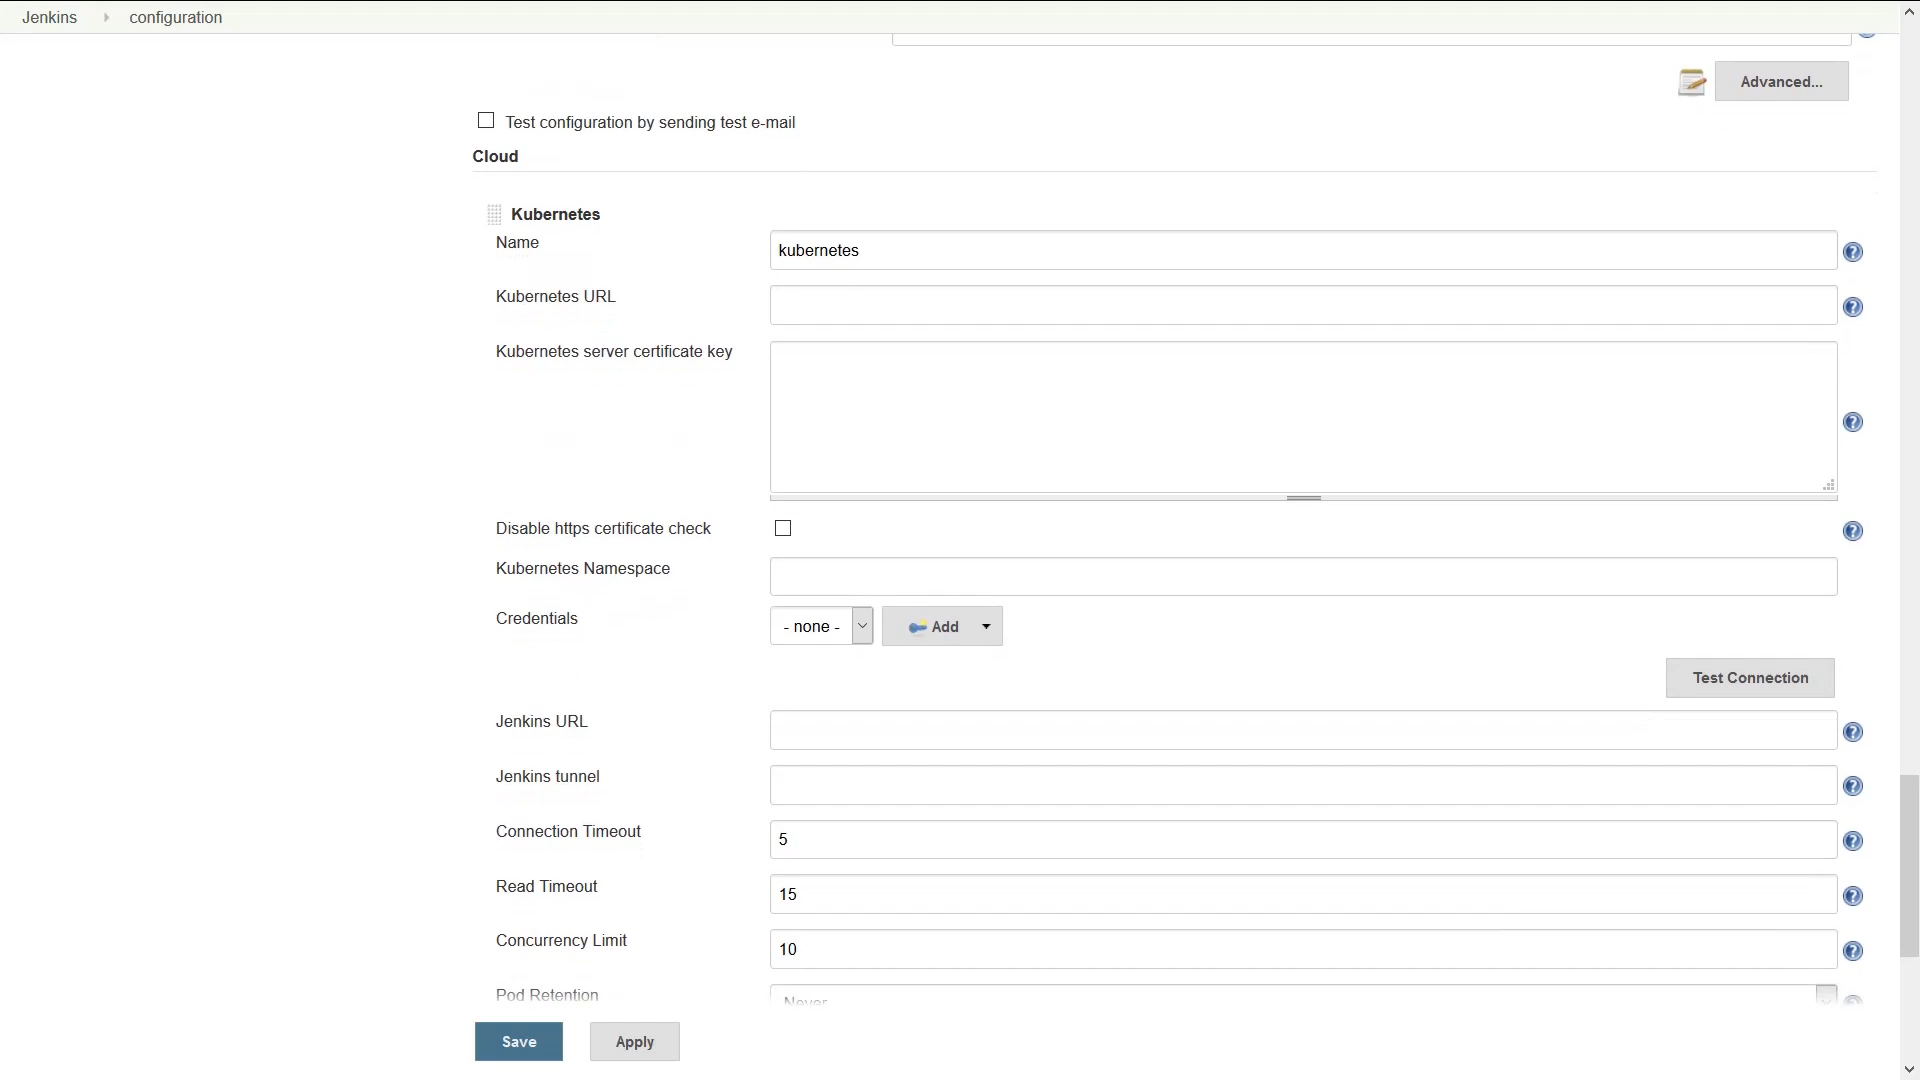 Jenkins configuration
Advanced...
Test configuration by sending test e-mail
Cloud
Kubernetes
Name kubernetes
Kubernetes URL
Kubernetes server certificate key
Disable https certificate check
Kubernetes Namespace
Credentials - none - Add
Test Connection
Jenkins URL
Jenkins tunnel
Connection Timeout 5
Read Timeout 15
Concurrency Limit 10
Pod Retention Never
Save Apply